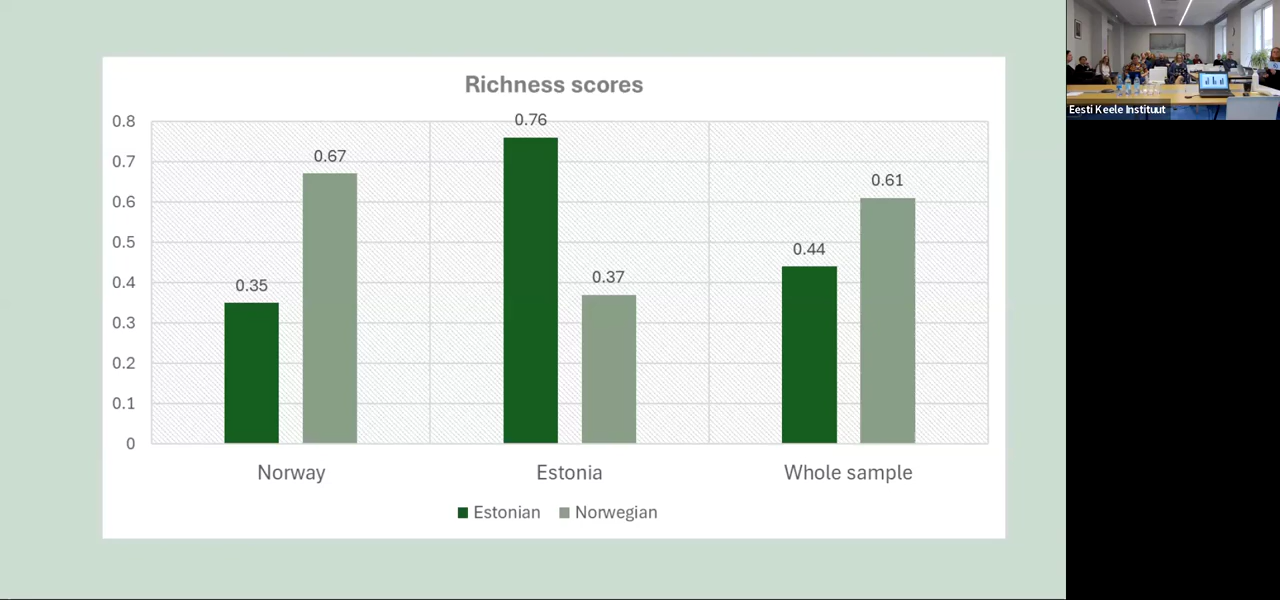 Richness scores
0.8
0.7
0.6
0.5
0.4
0.3
0.2
0.1
0
0.35
0.67
0.76
0.37
0.44
0.61
Norway
Estonia
Whole sample
Estonian
Norwegian
Eesti Keele Instituut